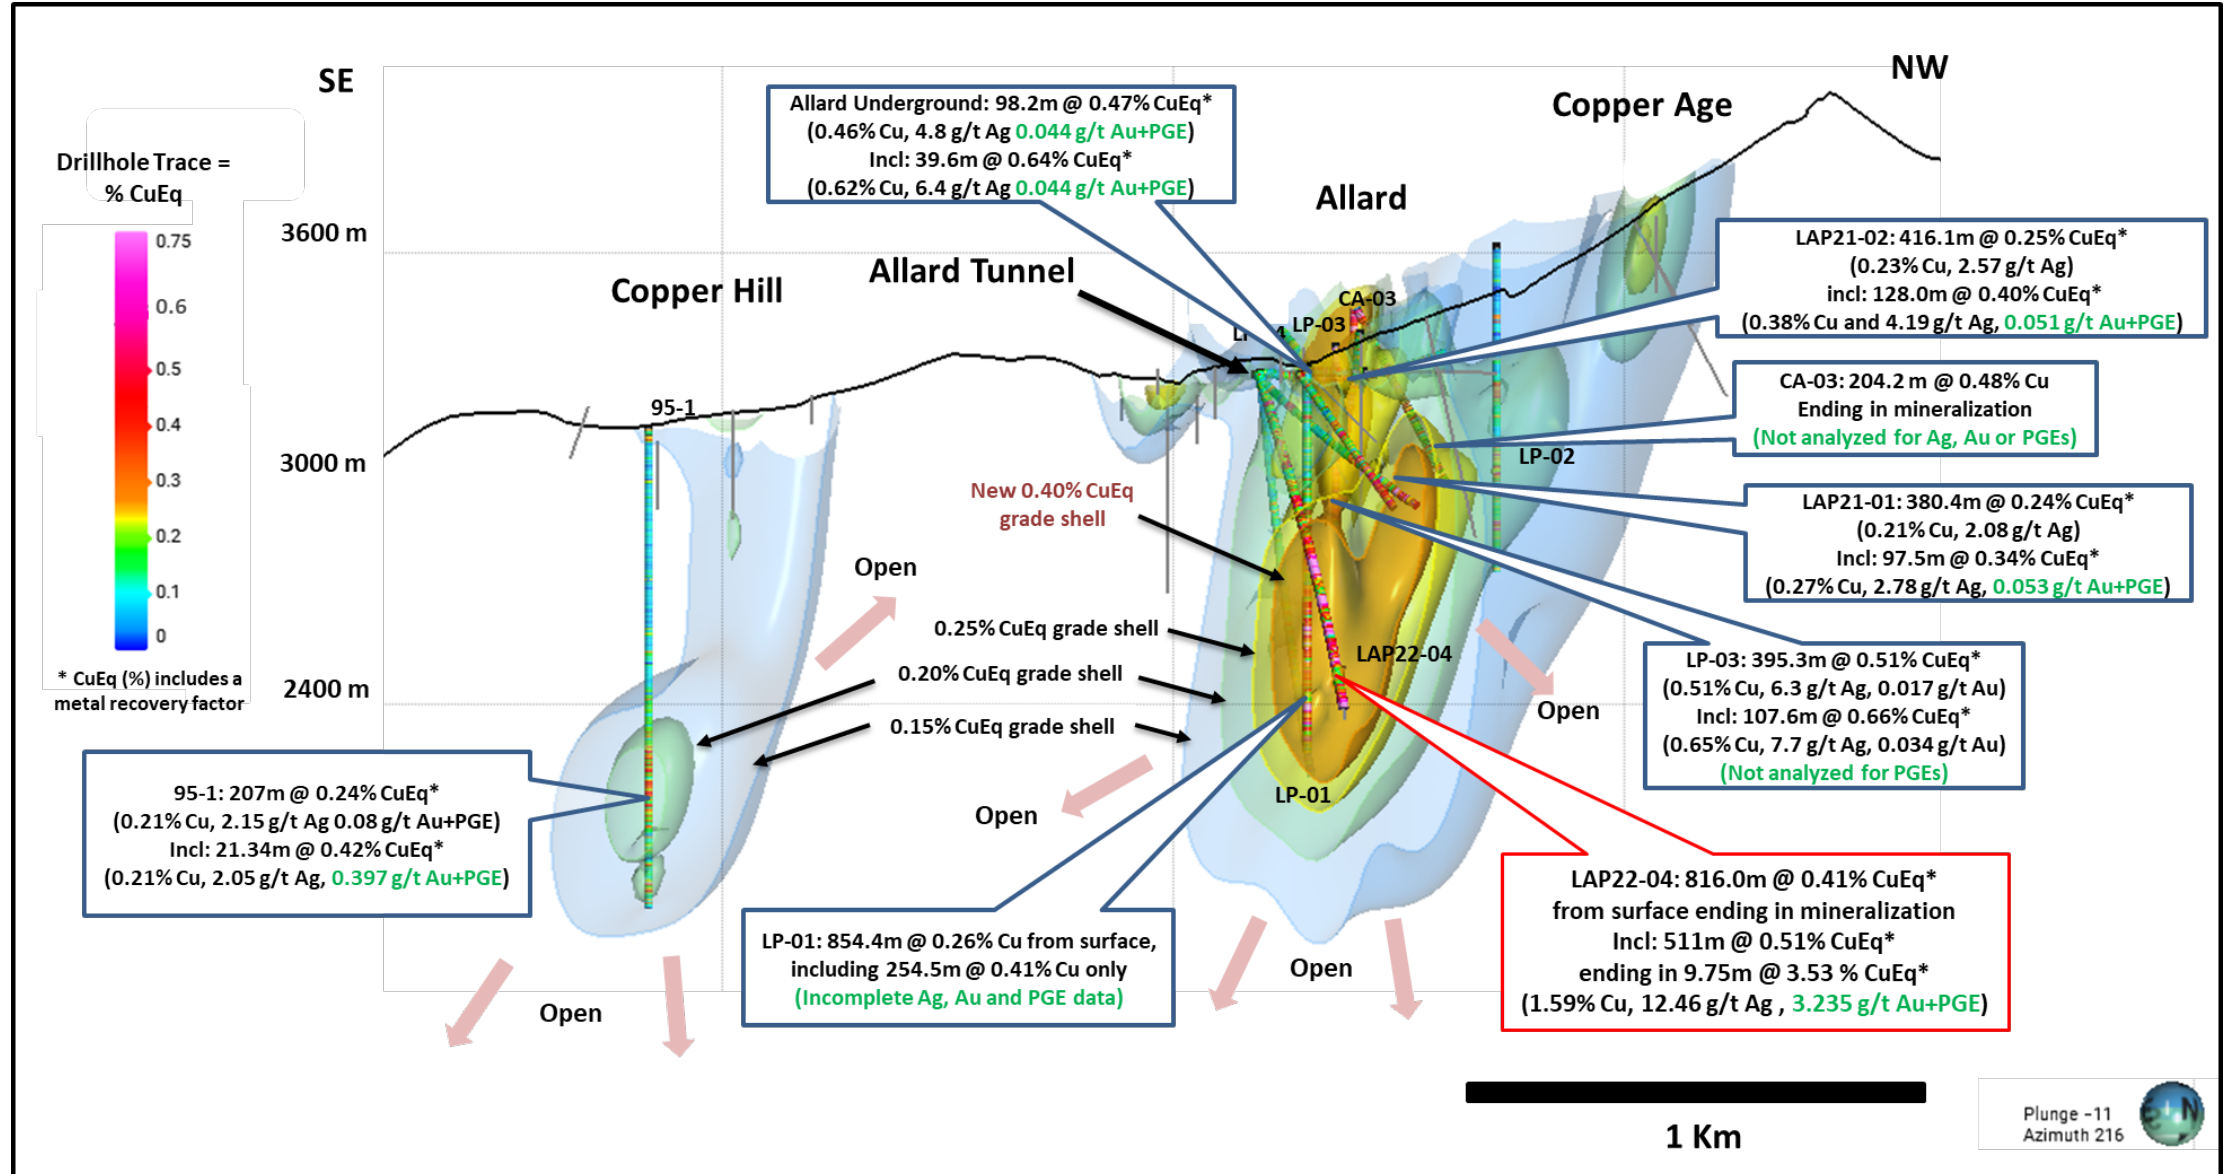 SE
NW
Copper Age
Allard
Allard Tunnel
Copper Hill
Drillhole Trace =
% CuEq
0.75
0.6
0.5
0.4
0.3
0.2
0.1
0
* CuEq (%) includes a
metal recovery factor
3600 m
3000 m
2400 m
Allard Underground: 98.2m @ 0.47% CuEq*
(0.46% Cu, 4.8 g/t Ag 0.044 g/t Au+PGE)
Incl: 39.6m @ 0.64% CuEq*
(0.62% Cu, 6.4 g/t Ag 0.044 g/t Au+PGE)
LAP21-02: 416.1m @ 0.25% CuEq*
(0.23% Cu, 2.57 g/t Ag)
incl: 128.0m @ 0.40% CuEq*
(0.38% Cu and 4.19 g/t Ag, 0.051 g/t Au+PGE)
CA-03
LP-03
4
95-1
CA-03: 204.2 m @ 0.48% Cu
Ending in mineralization
(Not analyzed for Ag, Au or PGEs)
LP-02
New 0.40% CuEq
grade shell
LAP21-01: 380.4m @ 0.24% CuEq*
(0.21% Cu, 2.08 g/t Ag)
Incl: 97.5m @ 0.34% CuEq*
(0.27% Cu, 2.78 g/t Ag, 0.053 g/t Au+PGE)
Open
0.25% CuEq grade shell
0.20% CuEq grade shell
0.15% CuEq grade shell
LAP22-04
Open
LP-03: 395.3m @ 0.51% CuEq*
(0.51% Cu, 6.3 g/t Ag, 0.017 g/t Au)
Incl: 107.6m @ 0.66% CuEq*
(0.65% Cu, 7.7 g/t Ag, 0.034 g/t Au)
(Not analyzed for PGEs)
95-1: 207m @ 0.24% CuEq*
(0.21% Cu, 2.15 g/t Ag 0.08 g/t Au+PGE)
Incl: 21.34m @ 0.42% CuEq*
(0.21% Cu, 2.05 g/t Ag, 0.397 g/t Au+PGE)
LP-01
Open
LP-01: 854.4m @ 0.26% Cu from surface,
including 254.5m @ 0.41% Cu only
(Incomplete Ag, Au and PGE data)
LAP22-04: 816.0m @ 0.41% CuEq*
from surface ending in mineralization
Incl: 511m @ 0.51% CuEq*
ending in 9.75m @ 3.53 % CuEq*
(1.59% Cu, 12.46 g/t Ag , 3.235 g/t Au+PGE)
Open
Open
1 Km
Plunge -11
Azimuth 216
N